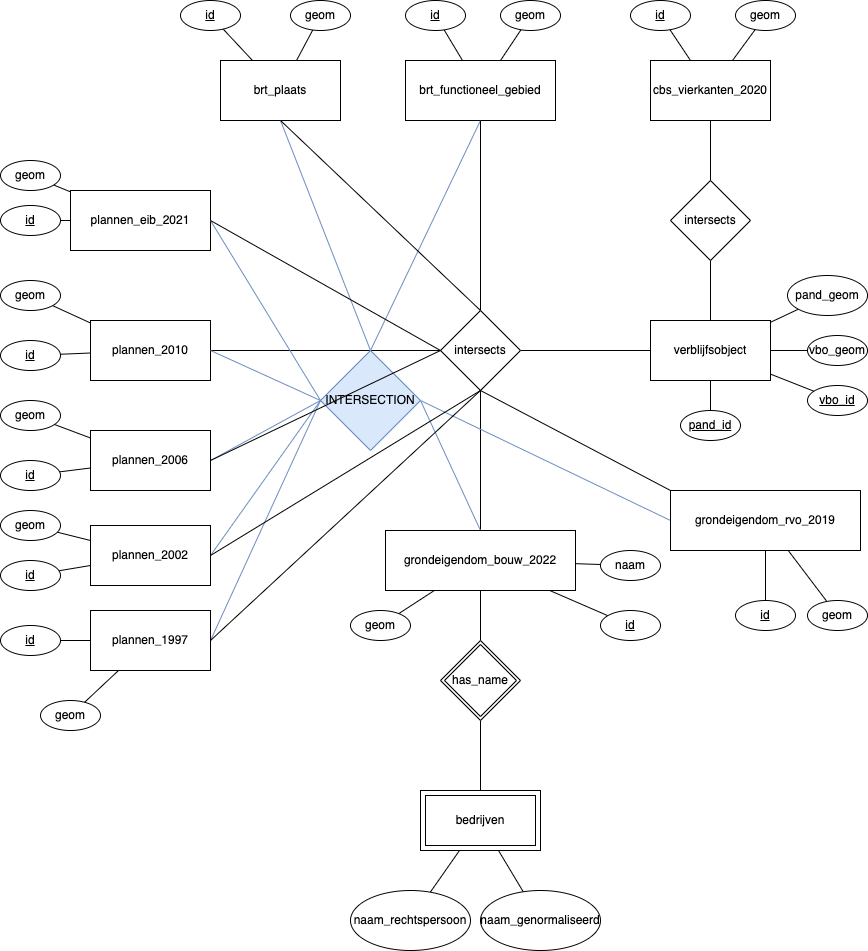 id
geom
id
geom
id
geom
brt_plaats
brt_functioneel_gebied
cbs_vierkanten_2020
geom
id
plannen_eib_2021
intersects
geom
id
plannen_2010
intersects
verblijfsobject
pand_geom
vbo_geom
vbo_id
pand_id
INTERSECTION
geom
id
plannen_2006
geom
id
plannen_2002
grondeigendom_rvo_2019
grondeigendom_bouw_2022
naam
id
plannen_1997
geom
geom
id
id
geom
has_name
bedrijven
naam_rechtspersoon
naam_genormaliseerd